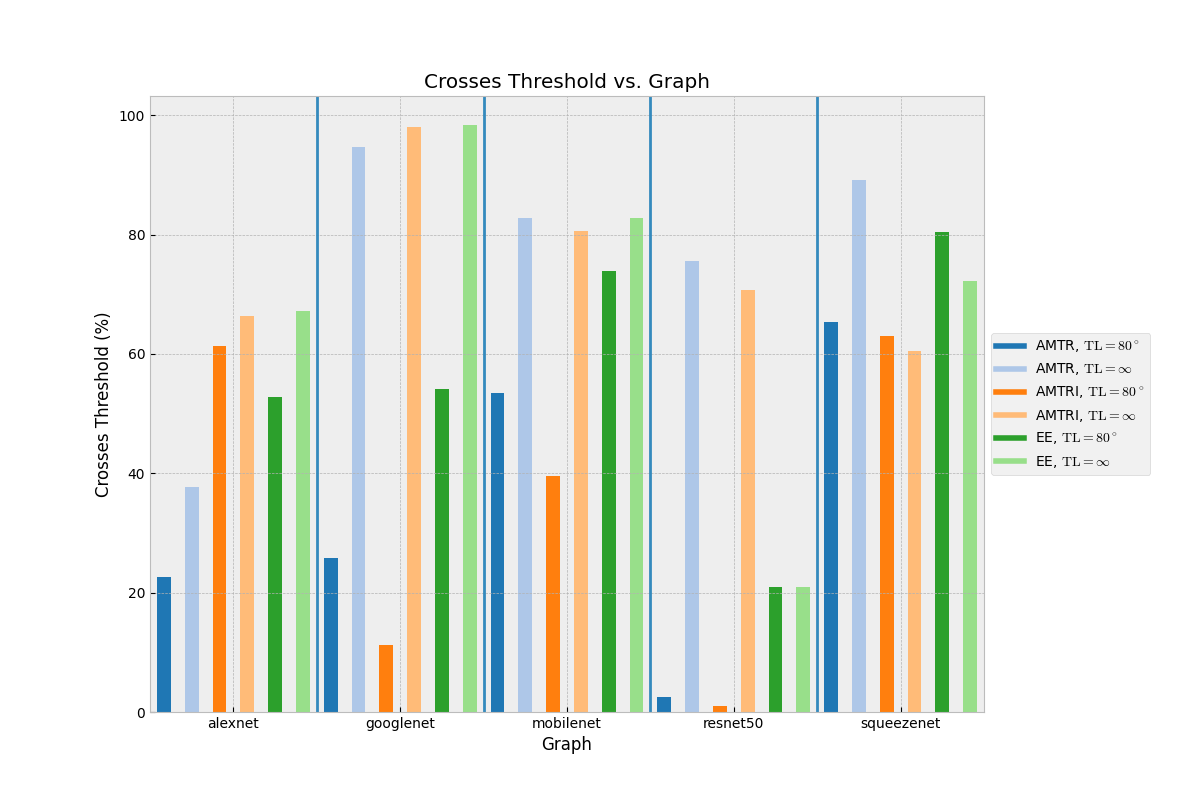 Crosses Threshold vs. Graph
Crosses Threshold (%)
100
80
60
40
20
0
alexnet googlenet mobilenet resnet50 squeezenet
Graph
AMTR, TL = 80°
AMTR, TL = ∞
AMTRI, TL = 80°
AMTRI, TL = ∞
EE, TL = 80°
EE, TL = ∞